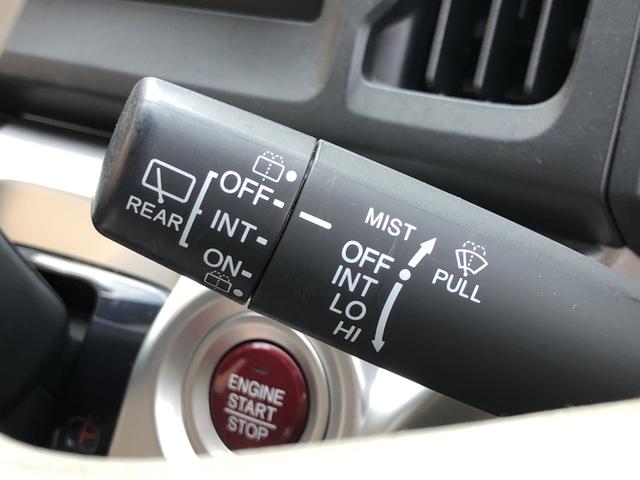 REAR
OFF
INT
ON
MIST
OFF
INT
LO
HI
PULL
ENGINE
START
STOP